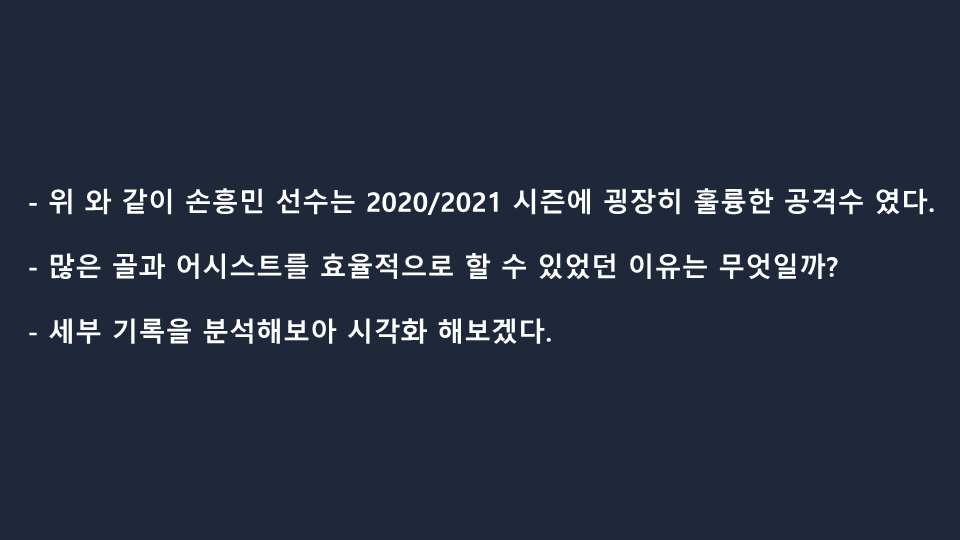 - 위 와 같이 손흥민 선수는 2020/2021 시즌에 굉장히 훌륭한 공격수 였다.
- 많은 골과 어시스트를 효율적으로 할 수 있었던 이유는 무엇일까?
- 세부 기록을 분석해보아 시각화 해보겠다.